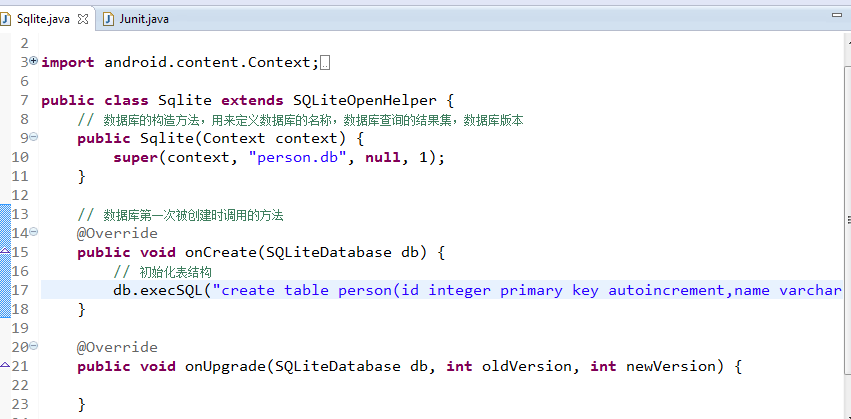 Sqlite.java
Junit.java
2
3 import android.content.Context;
6
7 public class Sqlite extends SQLiteOpenHelper {
8 // 数据库的构造方法，用来定义数据库的名称，数据库查询的结果集，数据库版本
9 public Sqlite(Context context) {
10 super(context, "person.db", null, 1);
11 }
12
13 // 数据库第一次被创建时调用的方法
14 @Override
15 public void onCreate(SQLiteDatabase db) {
16 // 初始化表结构
17 db.execSQL("create table person(id integer primary key autoincrement,name varchar
18 }
19
20 @Override
21 public void onUpgrade(SQLiteDatabase db, int oldVersion, int newVersion) {
22
23 }